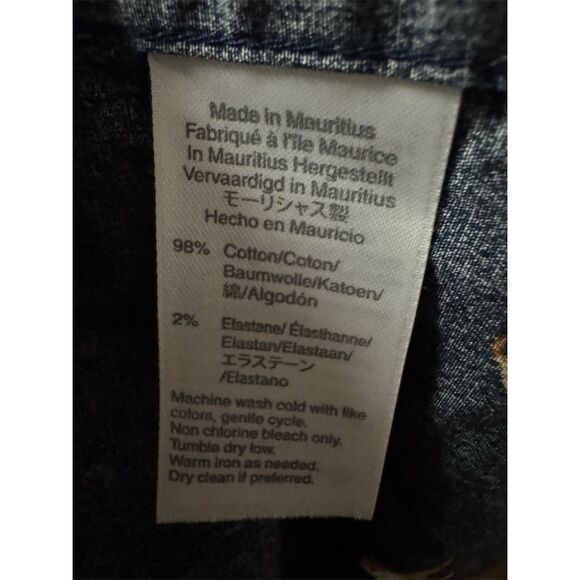 Made in Mauritius
Fabriqué à l'île Maurice
In Mauritius Hergestellt
Vervaardigd in Mauritius
モーリシャス製
Hecho en Mauricio
98% Cotton/Coton/
Baumwolle/Katoen/
綿/Algodón
2% Elastane/ Élasthanne/
Elastan/Elastaan/
エラステーン
/Elastano
Machine wash cold with like
colors, gentle cycle.
Non chlorine bleach only.
Tumble dry low.
Warm iron as needed.
Dry clean if preferred.